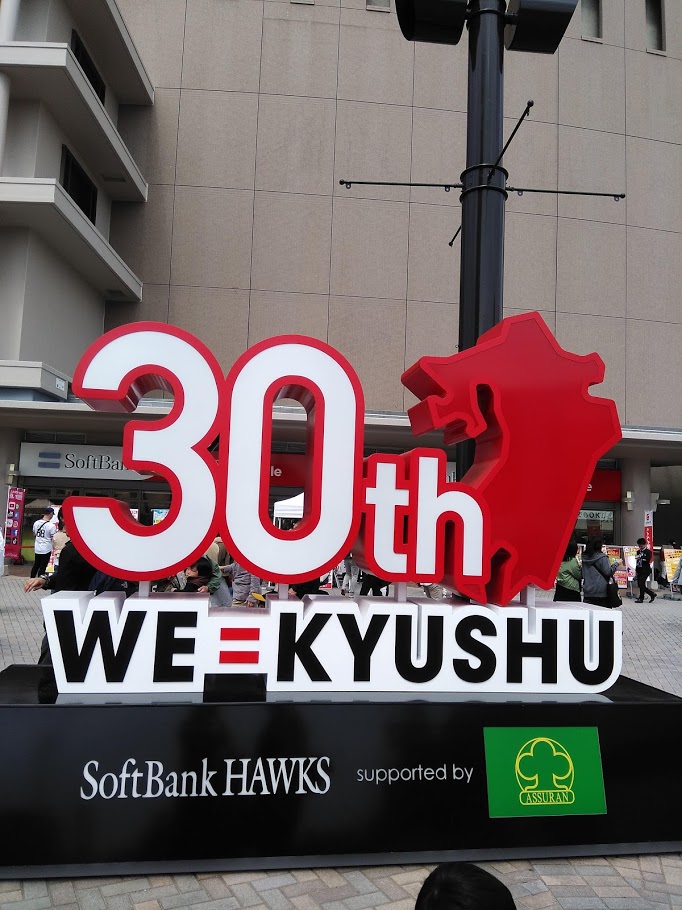 SoftBank
30th
WE=KYUSHU
SoftBank HAWKS supported by
ASSURAN